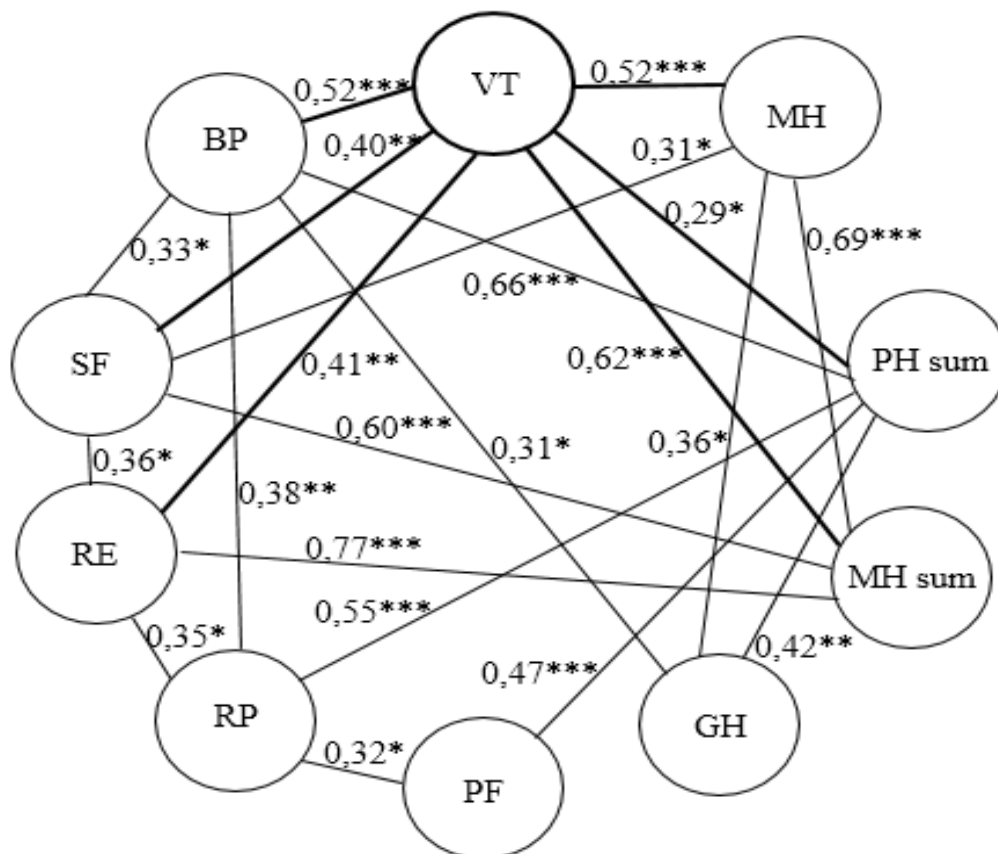 VT
0,52***
0,52***
MH
BP
0,40**
0,31*
0,29*
0,33*
0,69***
0,66***
SF
0,41**
0,62***
PH sum
0,60***
0,31*
0,36*
0,36*
0,38**
RE
0,77***
MH sum
0,55***
0,35*
0,42**
0,47***
RP
GH
0,32*
PF